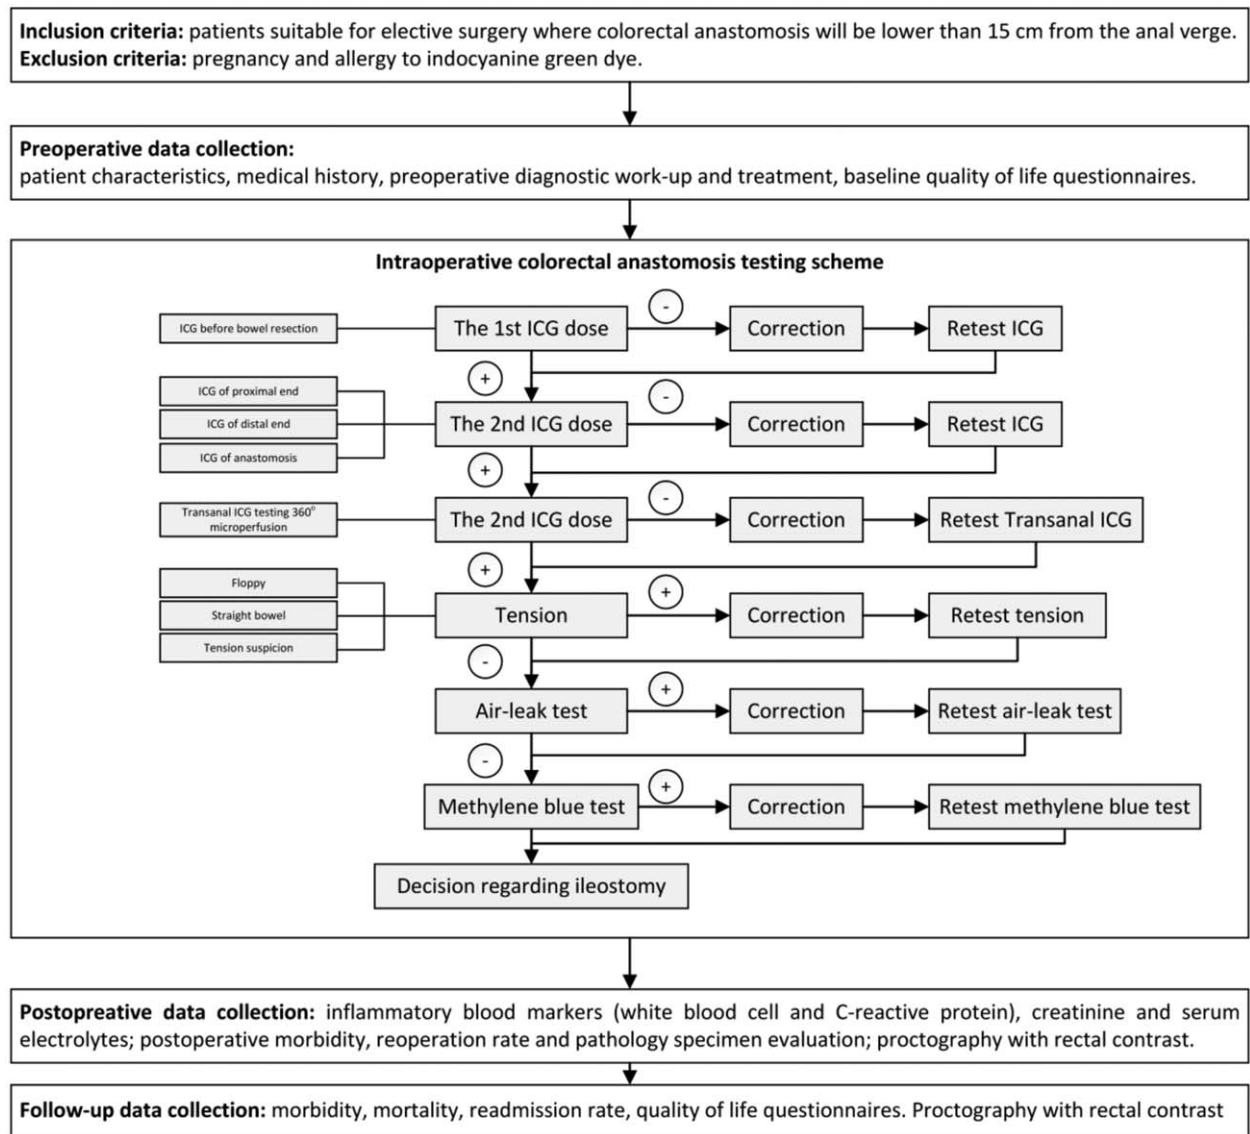 Inclusion criteria: patients suitable for elective surgery where colorectal anastomosis will be lower than 15 cm from the anal verge.
Exclusion criteria: pregnancy and allergy to indocyanine green dye.
Preoperative data collection:
patient characteristics, medical history, preoperative diagnostic work-up and treatment, baseline quality of life questionnaires.
Intraoperative colorectal anastomosis testing scheme
ICG before bowel resection
The 1st ICG dose
-
Correction
Retest ICG
+
ICG of proximal end
ICG of distal end
ICG of anastomosis
The 2nd ICG dose
-
Correction
Retest ICG
+
Transanal ICG testing 360°
microperfusion
The 2nd ICG dose
-
Correction
Retest Transanal ICG
+
Floppy
Straight bowel
Tension suspicion
Tension
+
Correction
Retest tension
-
Air-leak test
+
Correction
Retest air-leak test
-
Methylene blue test
+
Correction
Retest methylene blue test
Decision regarding ileostomy
Postopreative data collection: inflammatory blood markers (white blood cell and C-reactive protein), creatinine and serum
electrolytes; postoperative morbidity, reoperation rate and pathology specimen evaluation; proctography with rectal contrast.
Follow-up data collection: morbidity, mortality, readmission rate, quality of life questionnaires. Proctography with rectal contrast